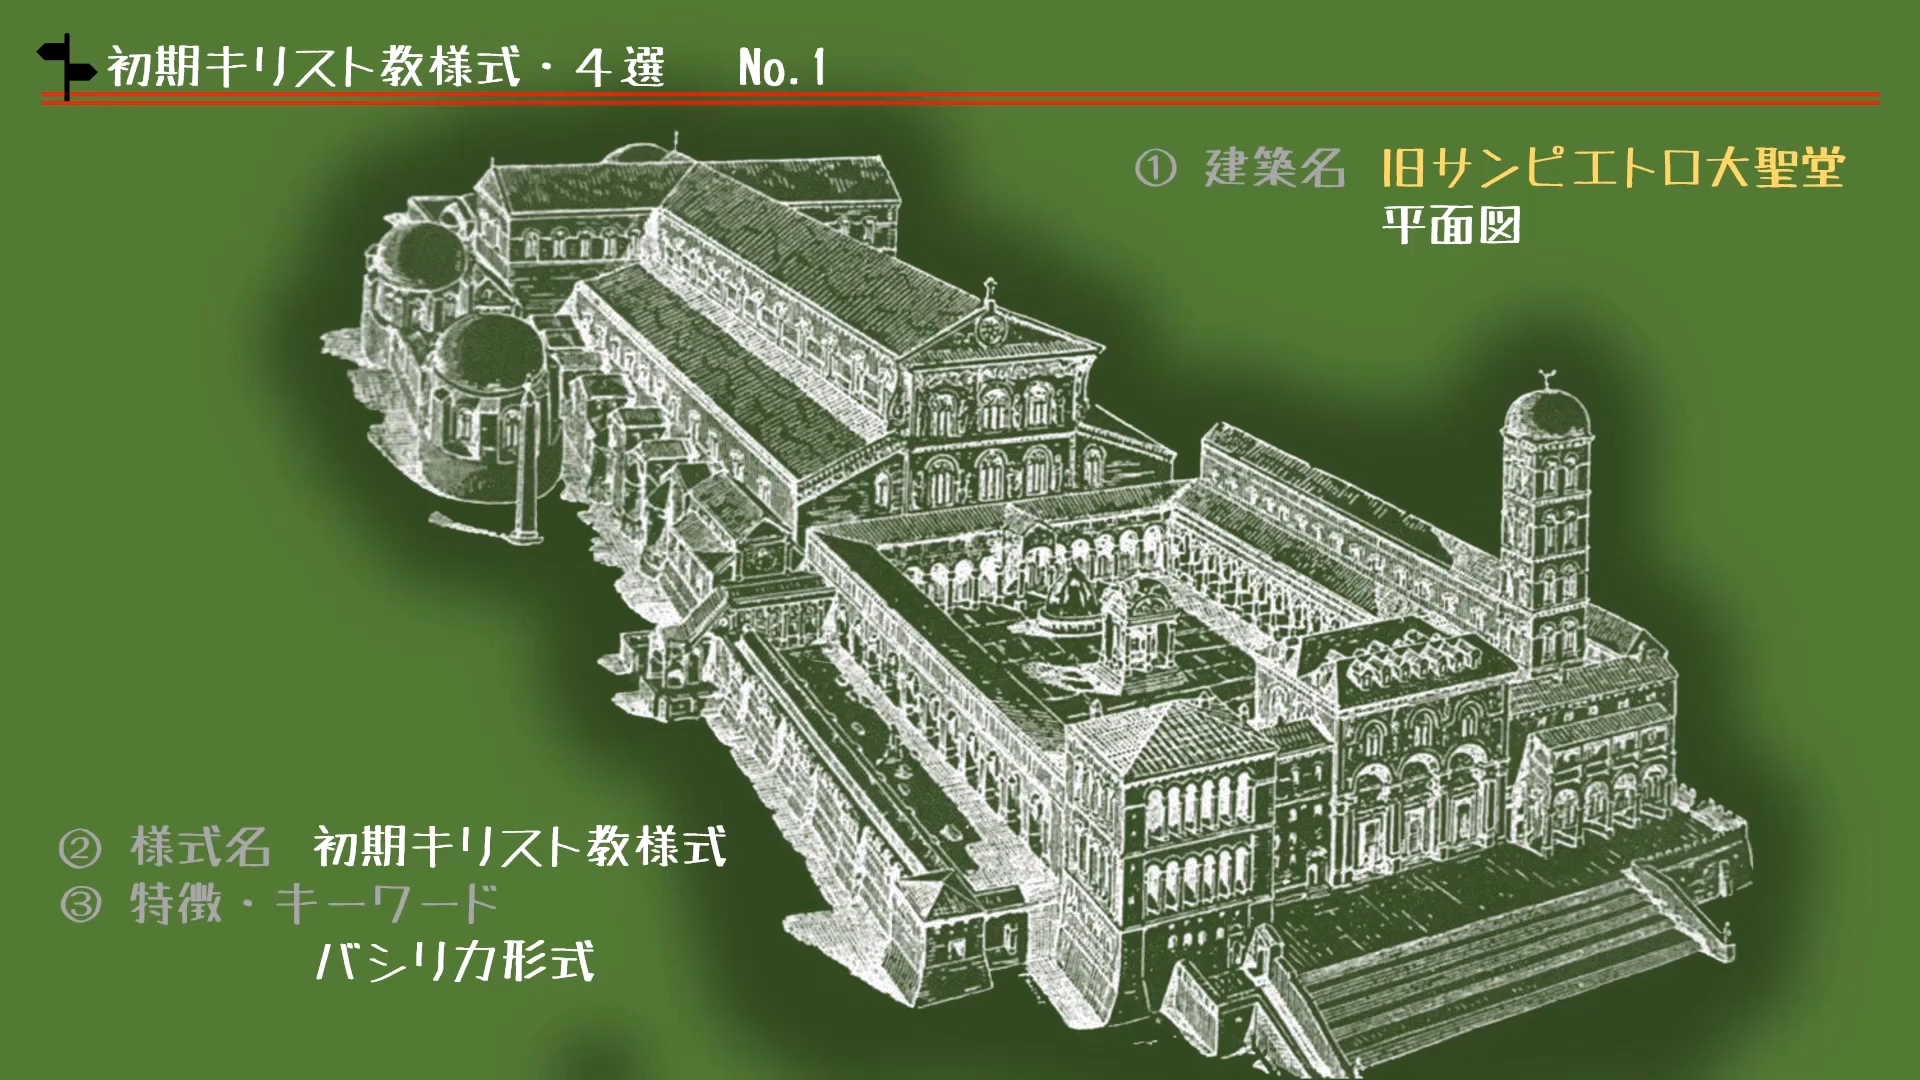 初期キリスト教様式・４選　No.1
① 建築名　旧サンピエトロ大聖堂
平面図
② 様式名　初期キリスト教様式
③ 特徴・キーワード
バシリカ形式